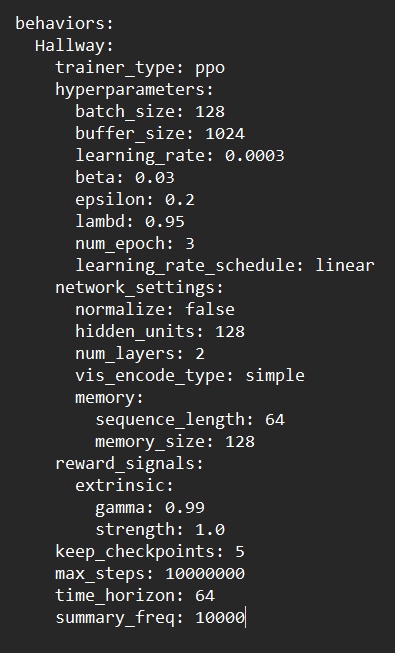 behaviors:
  Hallway:
    trainer_type: ppo
    hyperparameters:
      batch_size: 128
      buffer_size: 1024
      learning_rate: 0.0003
      beta: 0.03
      epsilon: 0.2
      lambd: 0.95
      num_epoch: 3
      learning_rate_schedule: linear
    network_settings:
      normalize: false
      hidden_units: 128
      num_layers: 2
      vis_encode_type: simple
      memory:
        sequence_length: 64
        memory_size: 128
    reward_signals:
      extrinsic:
        gamma: 0.99
        strength: 1.0
    keep_checkpoints: 5
    max_steps: 10000000
    time_horizon: 64
    summary_freq: 10000